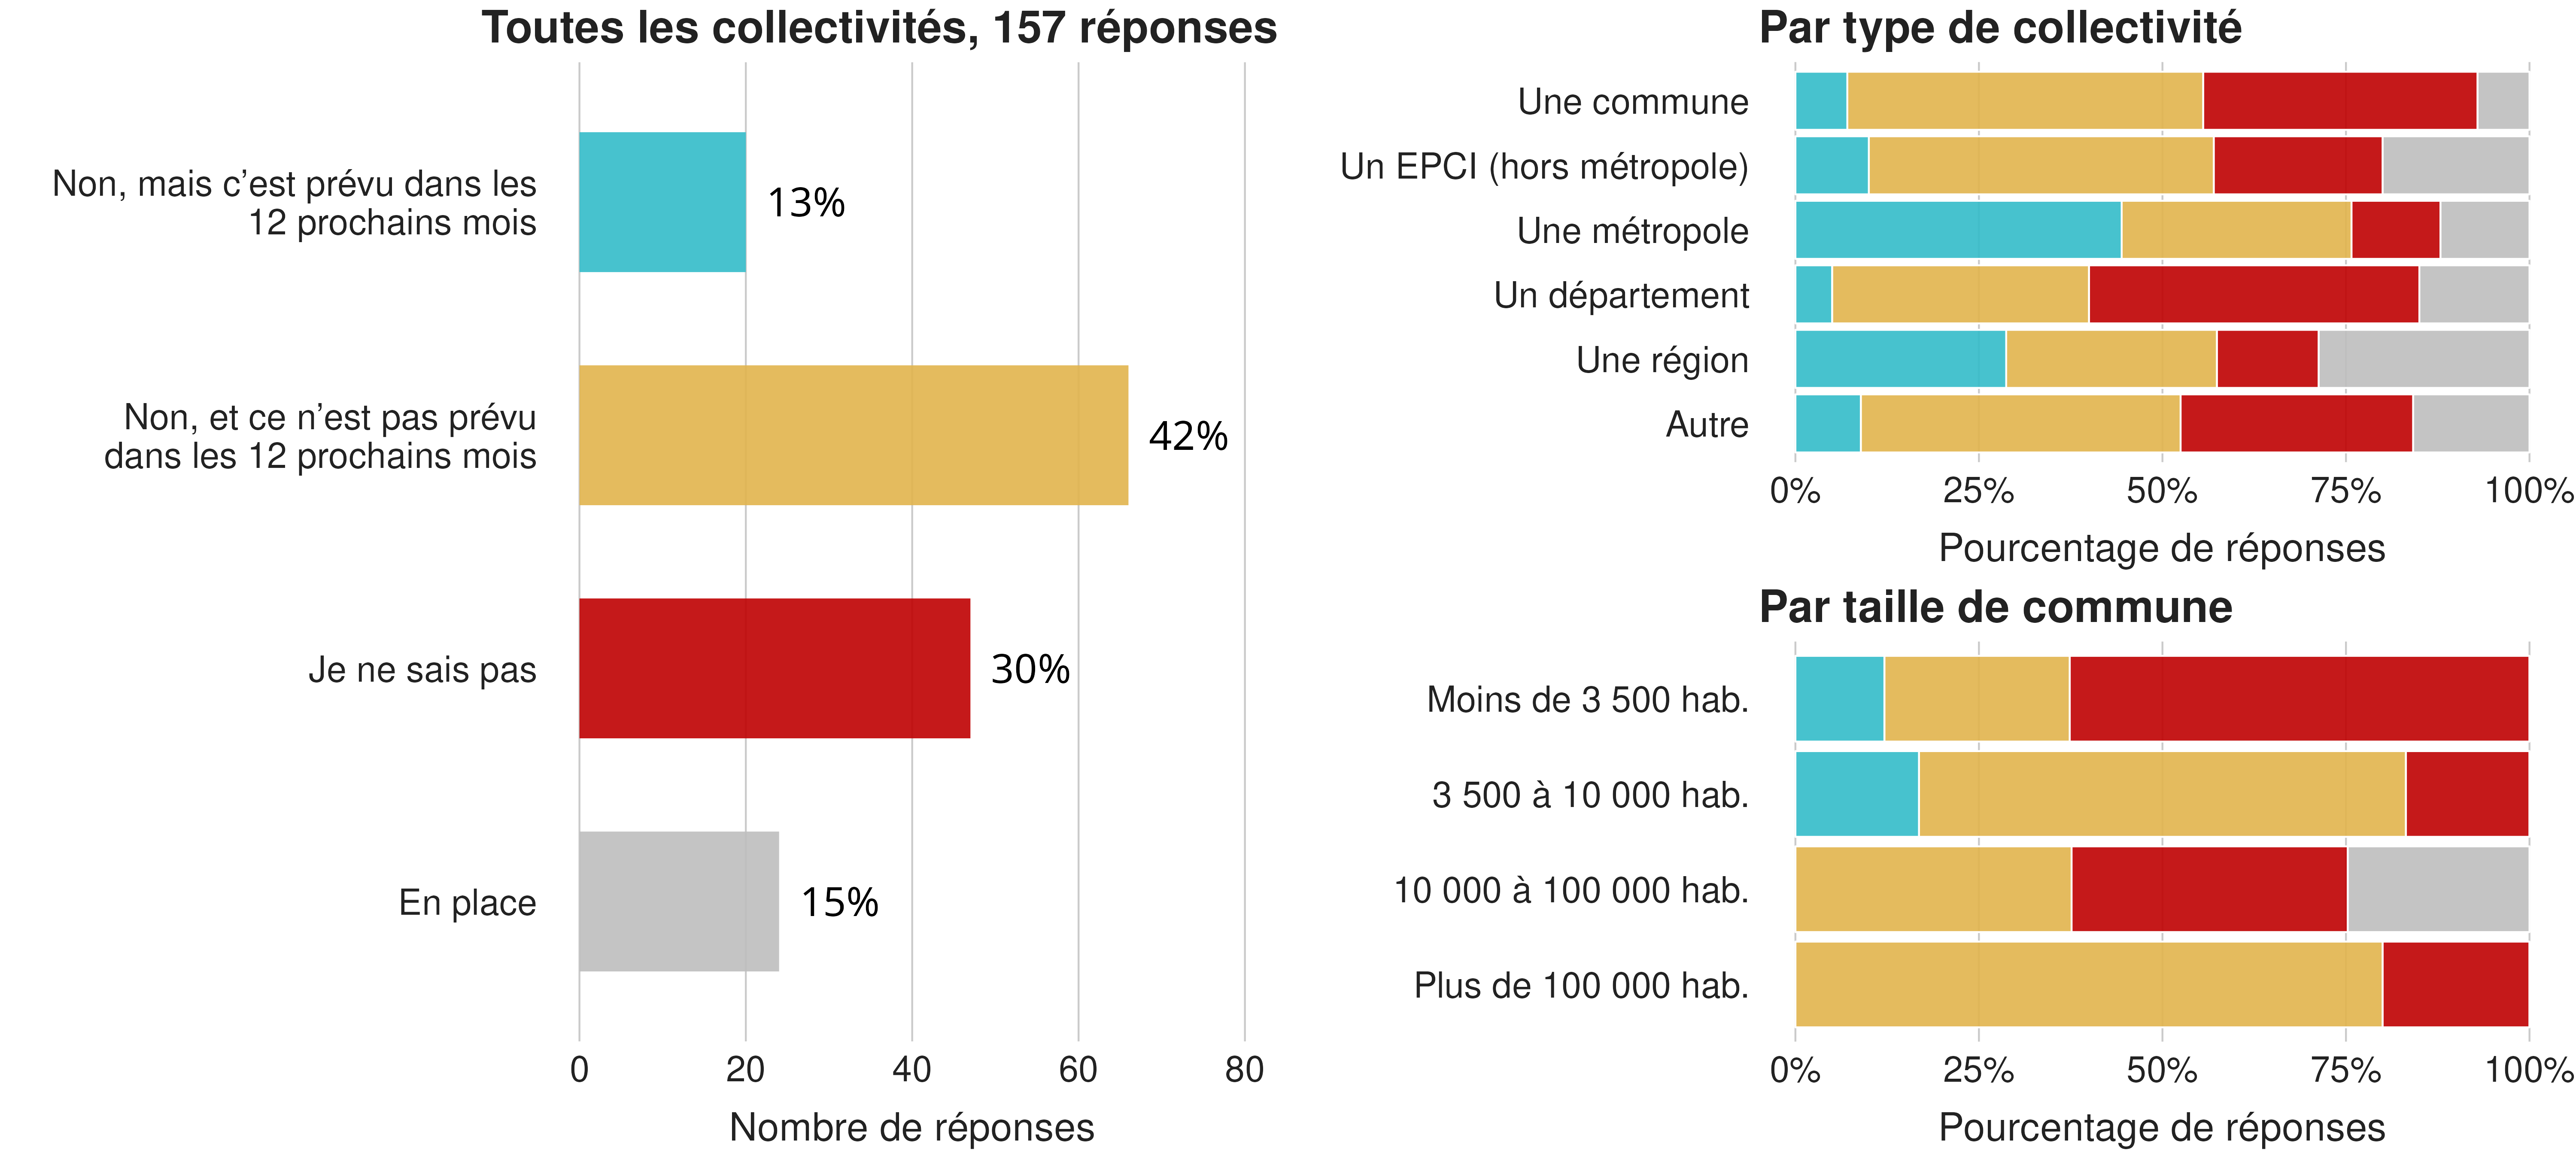 Toutes les collectivités, 157 réponses
Non, mais c’est prévu dans les
12 prochains mois
13%
Non, et ce n’est pas prévu
dans les 12 prochains mois
42%
Je ne sais pas
30%
En place
15%
0 20 40 60 80
Nombre de réponses
Par type de collectivité
Une commune
Un EPCI (hors métropole)
Une métropole
Un département
Une région
Autre
0% 25% 50% 75% 100%
Pourcentage de réponses
Par taille de commune
Moins de 3 500 hab.
3 500 à 10 000 hab.
10 000 à 100 000 hab.
Plus de 100 000 hab.
0% 25% 50% 75% 100%
Pourcentage de réponses